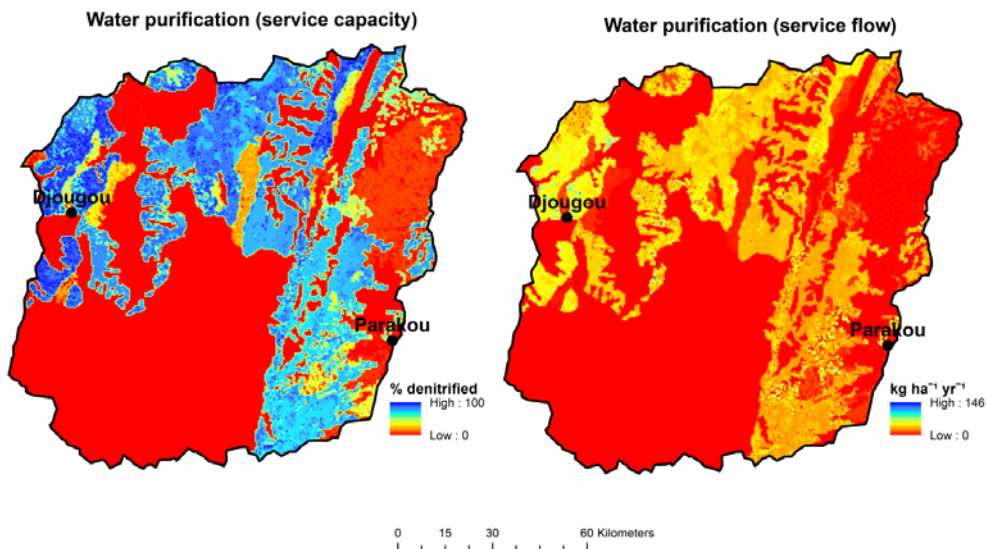 Water purification (service capacity)
Water purification (service flow)
Djougou
Djougou
Parakou
Parakou
% denitrified
High : 100
Low : 0
kg ha⁻¹ yr⁻¹
High : 146
Low : 0
0 15 30 60 Kilometers